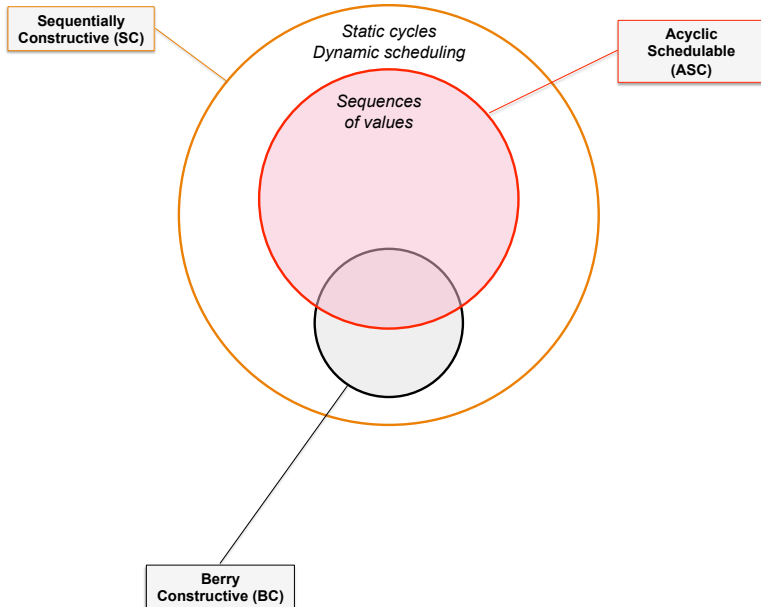 Sequentially
Constructive (SC)
Static cycles
Dynamic scheduling
Acyclic
Schedulable
(ASC)
Sequences
of values
Berry
Constructive (BC)